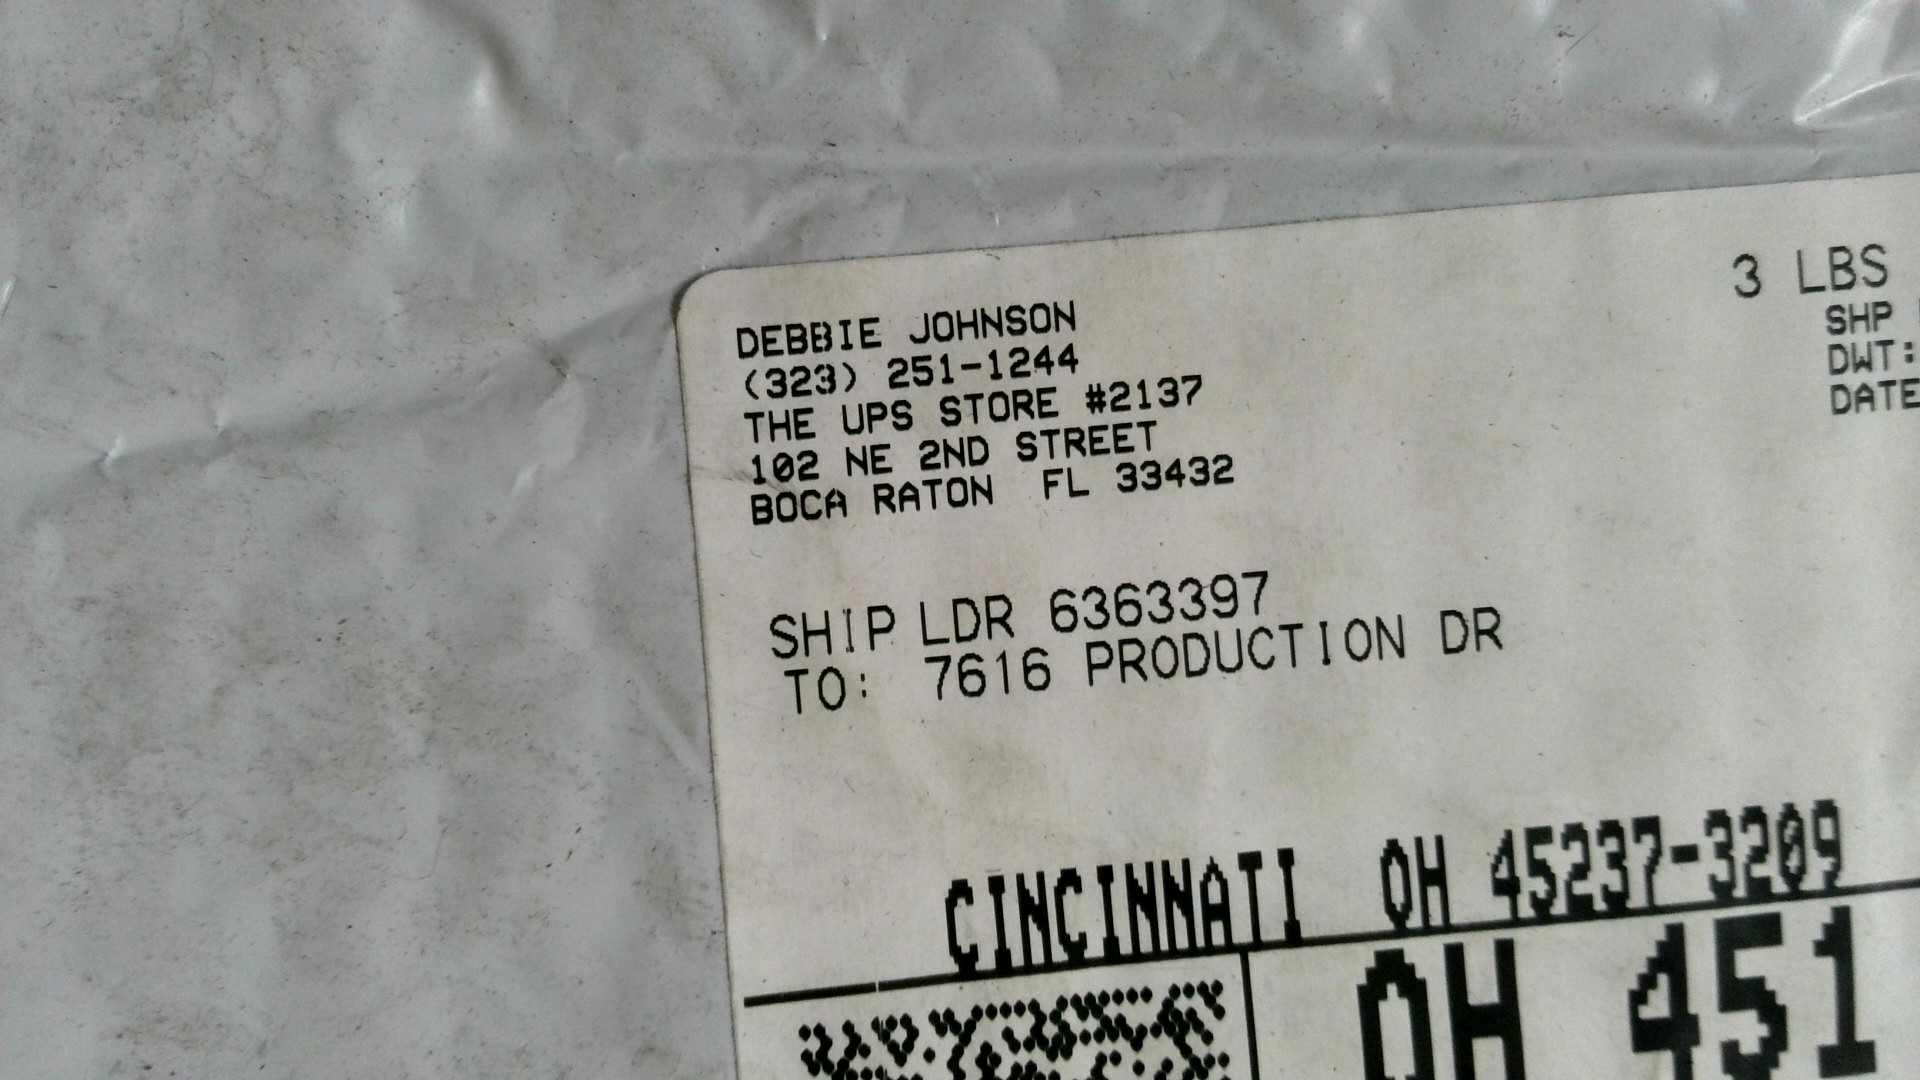 DEBBIE JOHNSON
(323) 251-1244
THE UPS STORE #2137
102 NE 2ND STREET
BOCA RATON FL 33432
3 LBS
SHP
DWT:
DATE
SHIP LDR 6363397
TO: 7616 PRODUCTION DR
CINCINNATI OH 45237-3209
OH 451